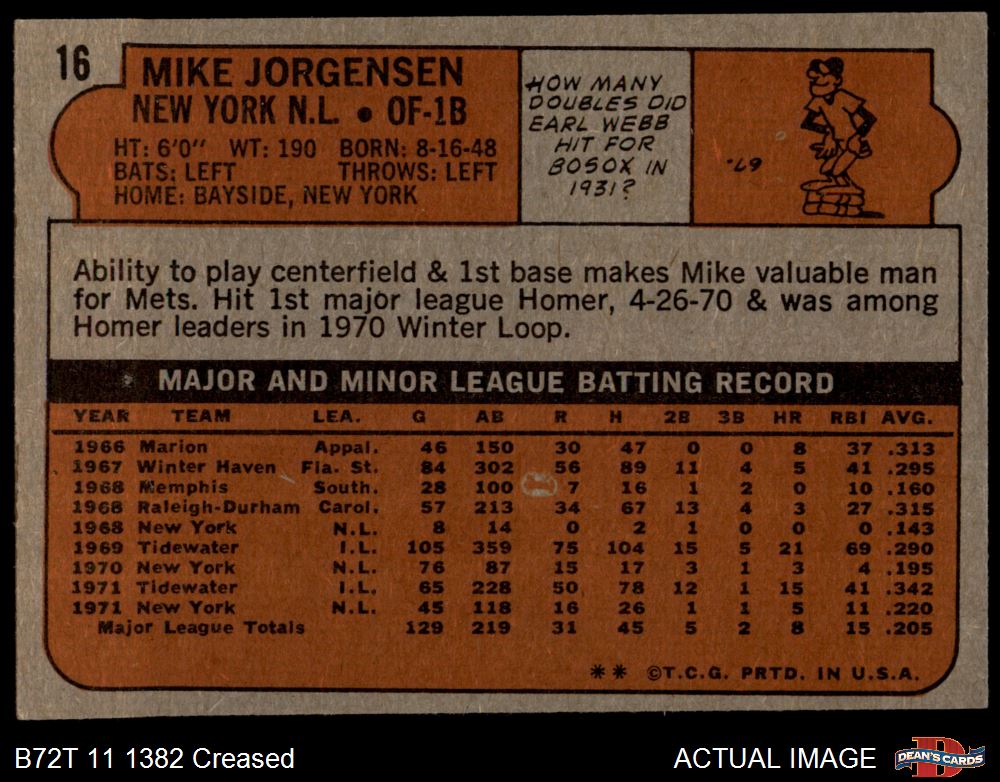 16
MIKE JORGENSEN
NEW YORK N.L. • OF-1B
HT: 6'0" WT: 190 BORN: 8-16-48
BATS: LEFT THROWS: LEFT
HOME: BAYSIDE, NEW YORK
HOW MANY
DOUBLES DID
EARL WEBB
HIT FOR
BOSOX IN
1931?
67.
Ability to play centerfield & 1st base makes Mike valuable man
for Mets. Hit 1st major league Homer, 4-26-70 & was among
Homer leaders in 1970 Winter Loop.
MAJOR AND MINOR LEAGUE BATTING RECORD
YEAR TEAM LEA. G AB R H 2B 3B HR RBI AVG.
1966 Marion Appal. 46 150 30 47 0 0 8 37 .313
1967 Winter Haven Fla. St. 84 302 56 89 11 4 5 41 .295
1968 Memphis South. 28 100 7 16 1 2 0 10 .160
1968 Raleigh-Durham Carol. 57 213 34 67 13 4 3 27 .315
1968 New York N.L. 8 14 0 2 1 0 0 0 .143
1969 Tidewater I.L. 105 359 75 104 15 5 21 69 .290
1970 New York N.L. 76 87 15 17 3 1 3 4 .195
1971 Tidewater I.L. 65 228 50 78 12 1 15 41 .342
1971 New York N.L. 45 118 16 26 1 1 5 11 .220
Major League Totals 129 219 31 45 5 2 8 15 .205
** ©T.C.G. PRTD. IN U.S.A.
B72T 11 1382 Creased
ACTUAL IMAGE
DEAN'S CARDS